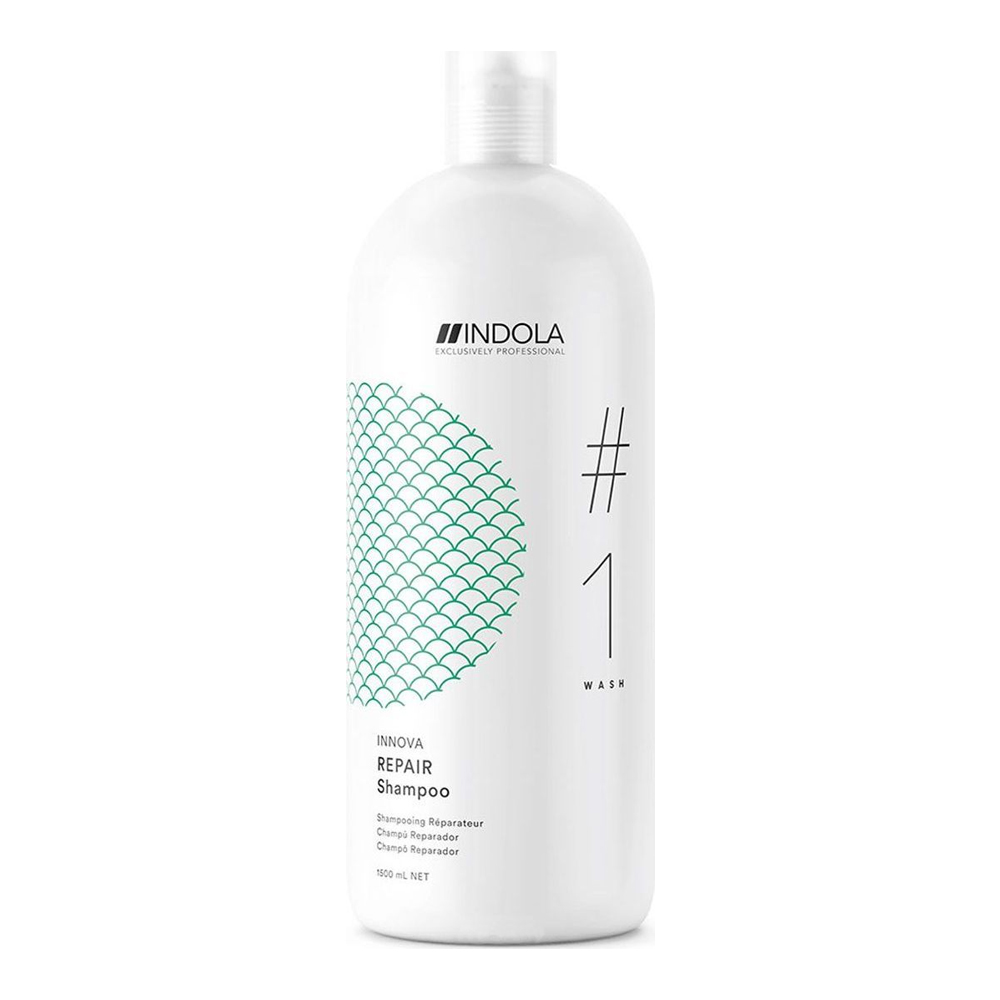 INDOLA
EXCLUSIVELY PROFESSIONAL
#
1
WASH
INNOVA
REPAIR
Shampoo
Shampooing Réparateur
Champú Reparador
Champô Reparador
1500 mL NET